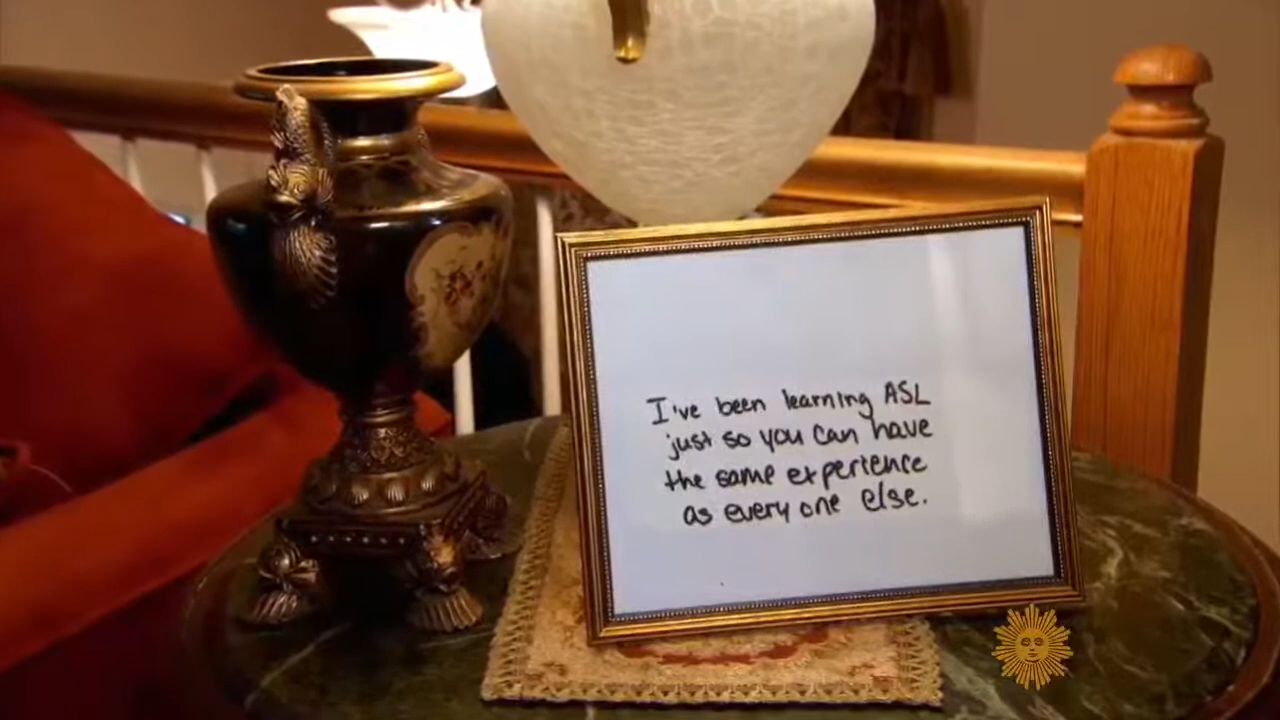 I've been learning ASL
just so you can have
the same experience
as every one else.